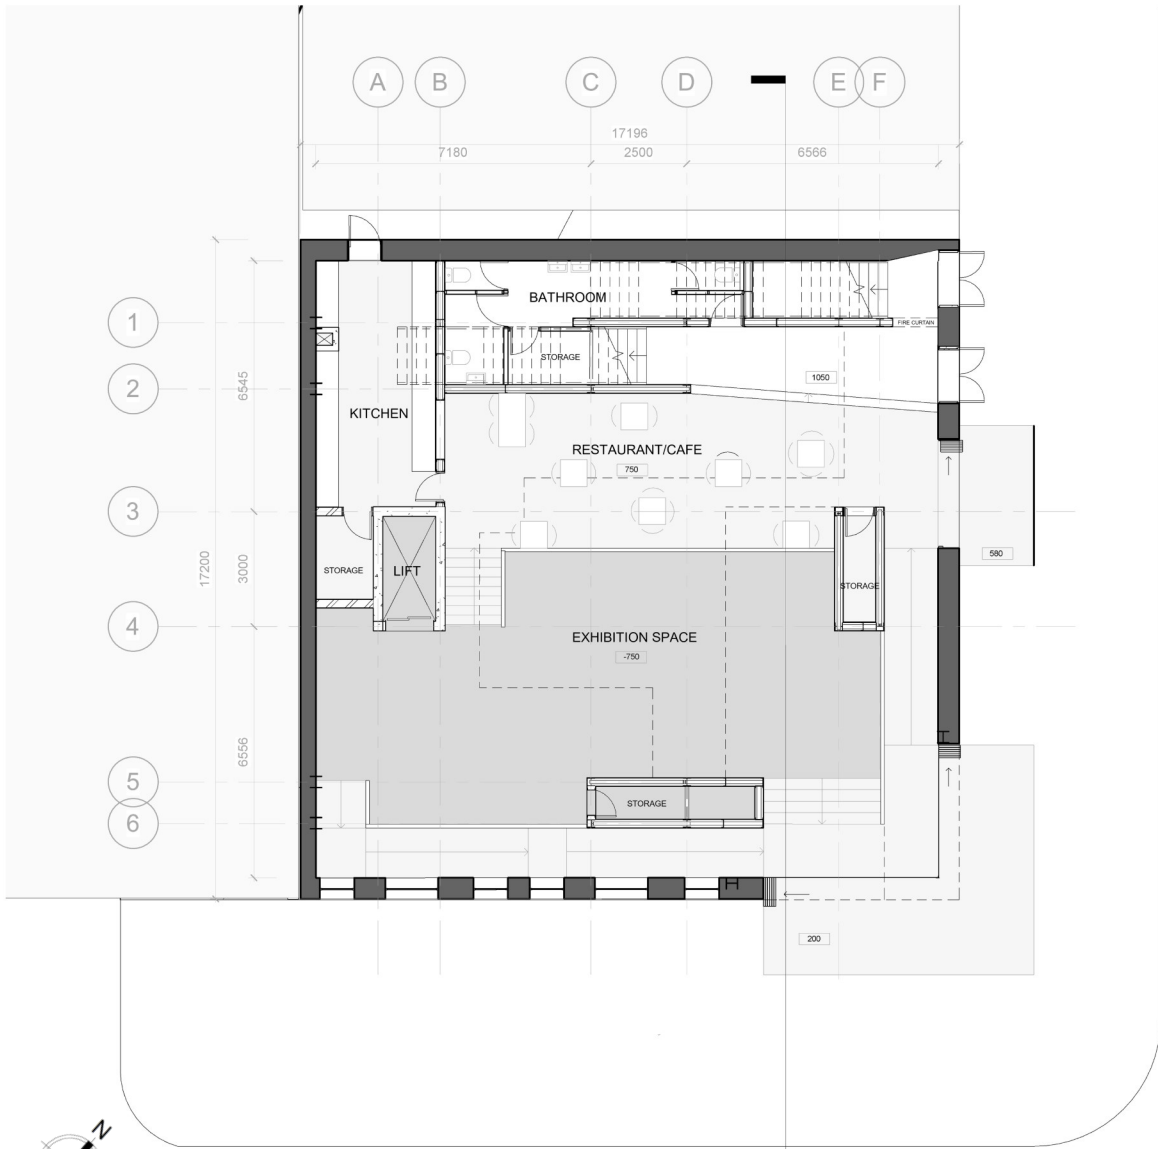 A B C D E F
17196
7180 2500 6566
1
BATHROOM
FIRE CURTAIN
STORAGE
2
1050
6545
KITCHEN
RESTAURANT/CAFE
750
3
580
17200
3000
STORAGE
LIFT
STORAGE
4
EXHIBITION SPACE
-750
6556
5
STORAGE
6
200
N